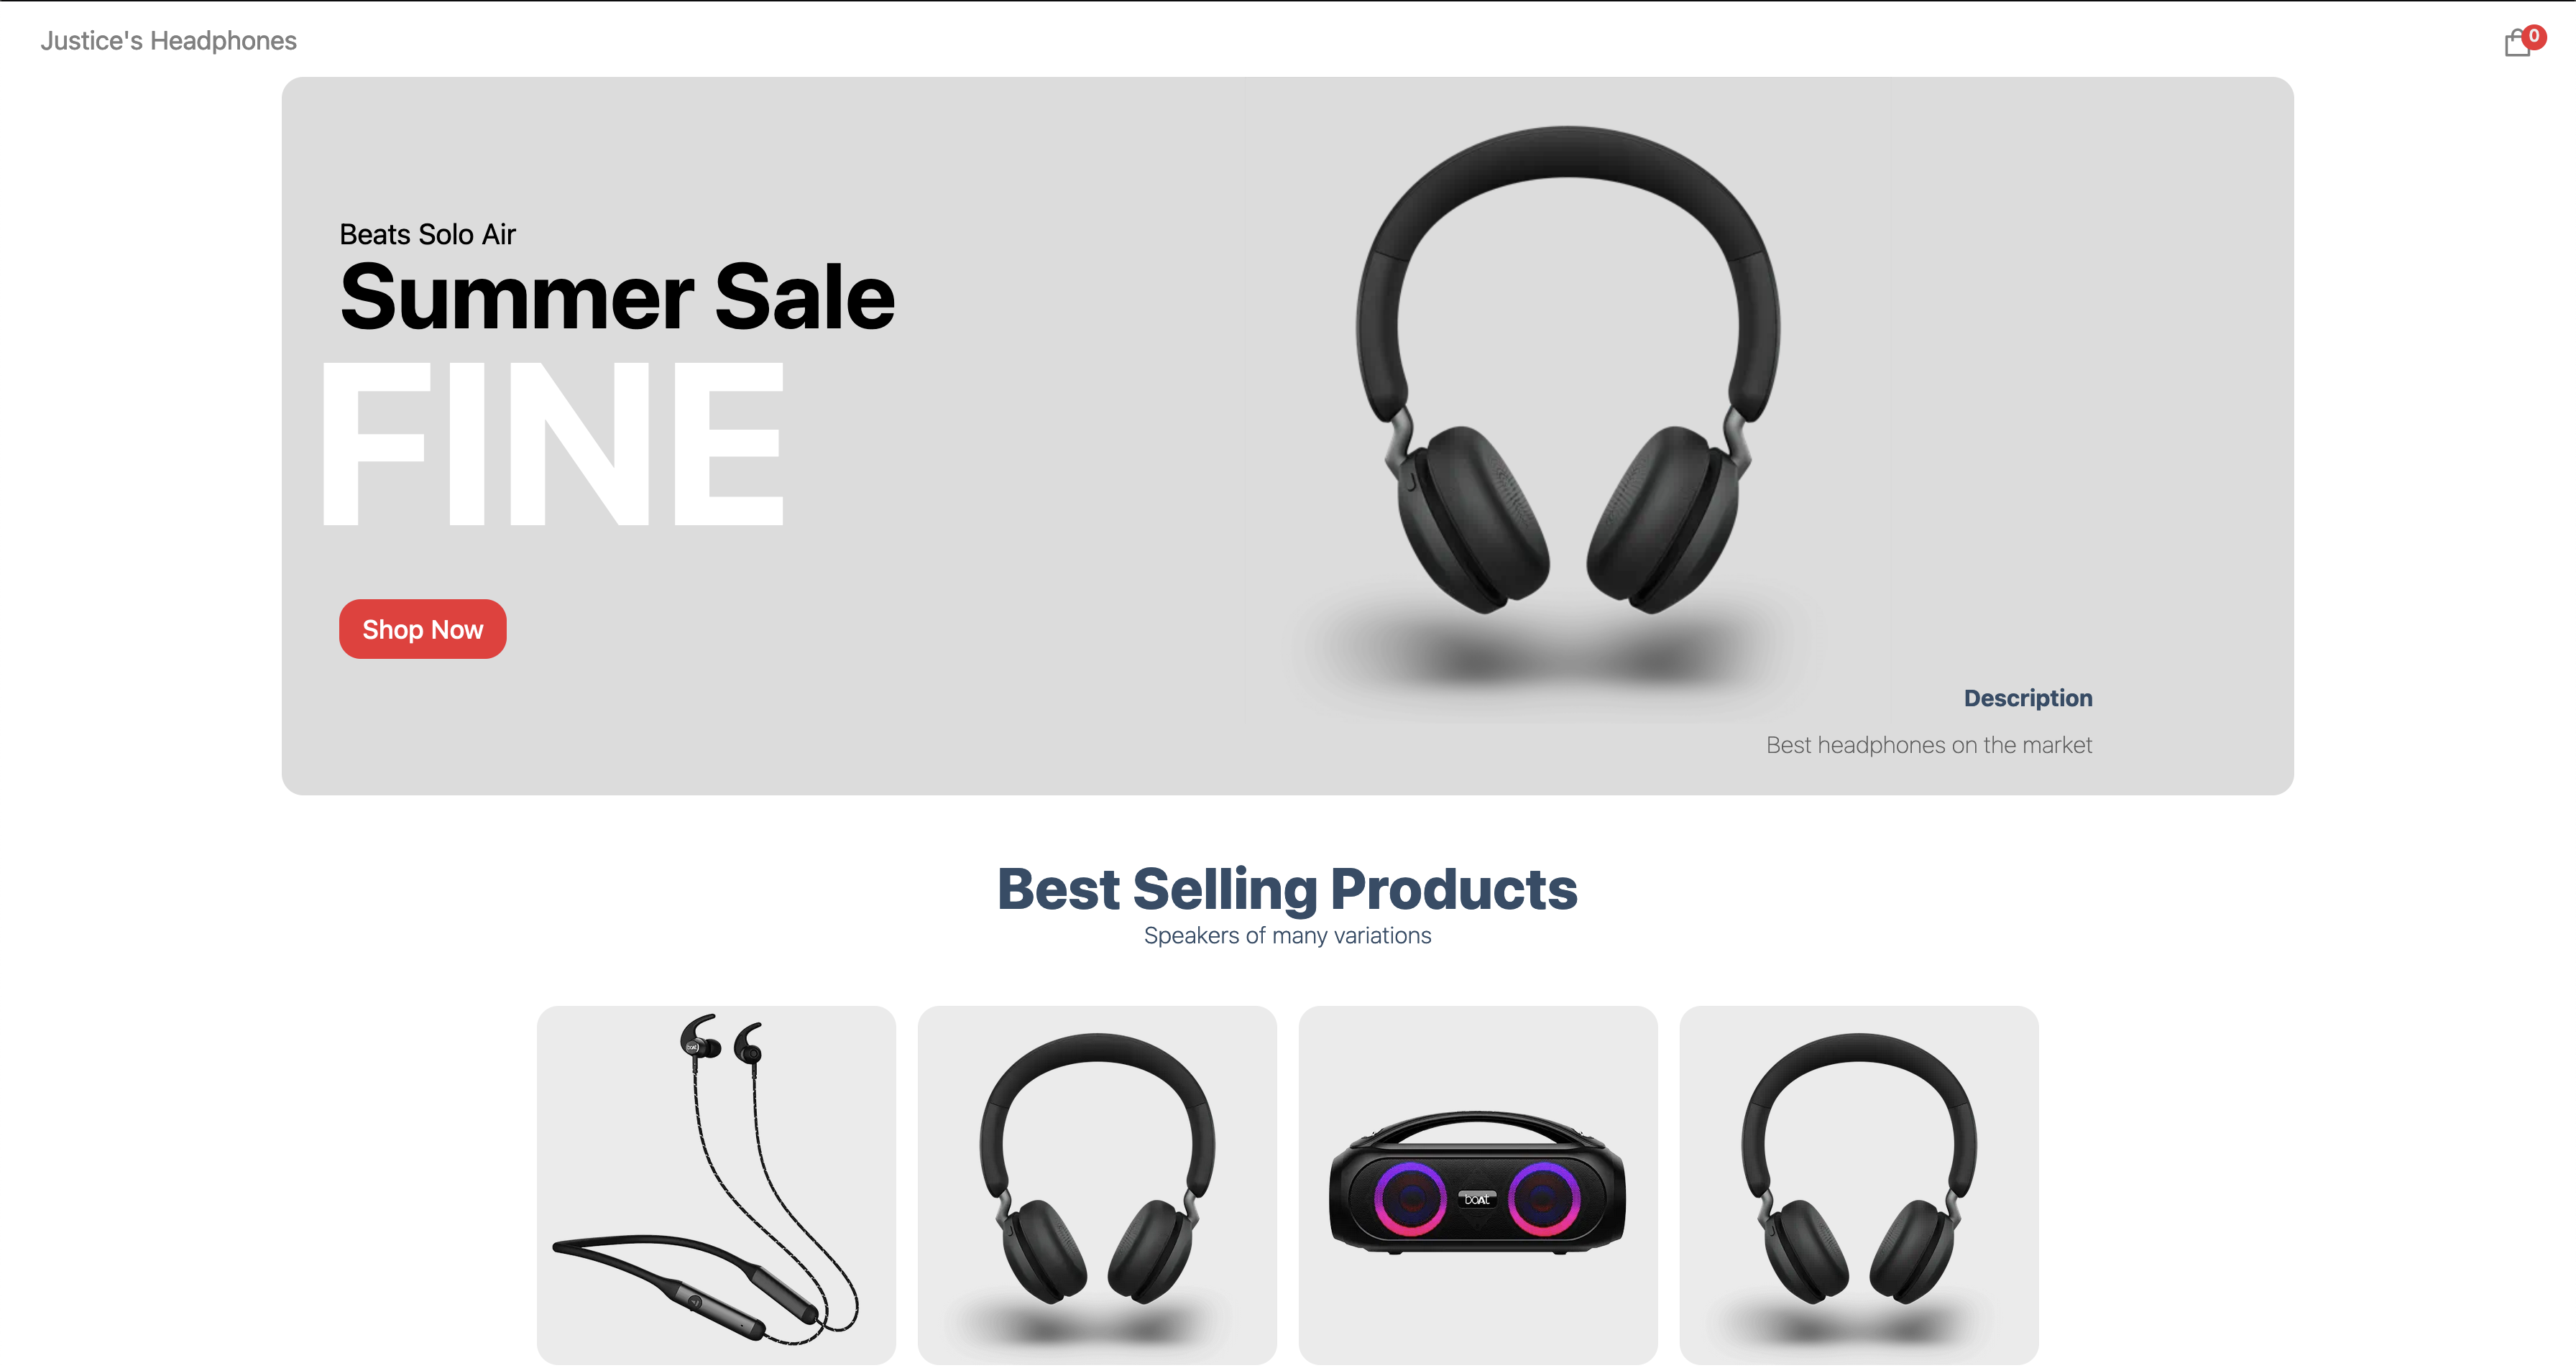 Justice's Headphones
0
Beats Solo Air
Summer Sale
FINE
Shop Now
Description
Best headphones on the market
Best Selling Products
Speakers of many variations
boAt
boAt